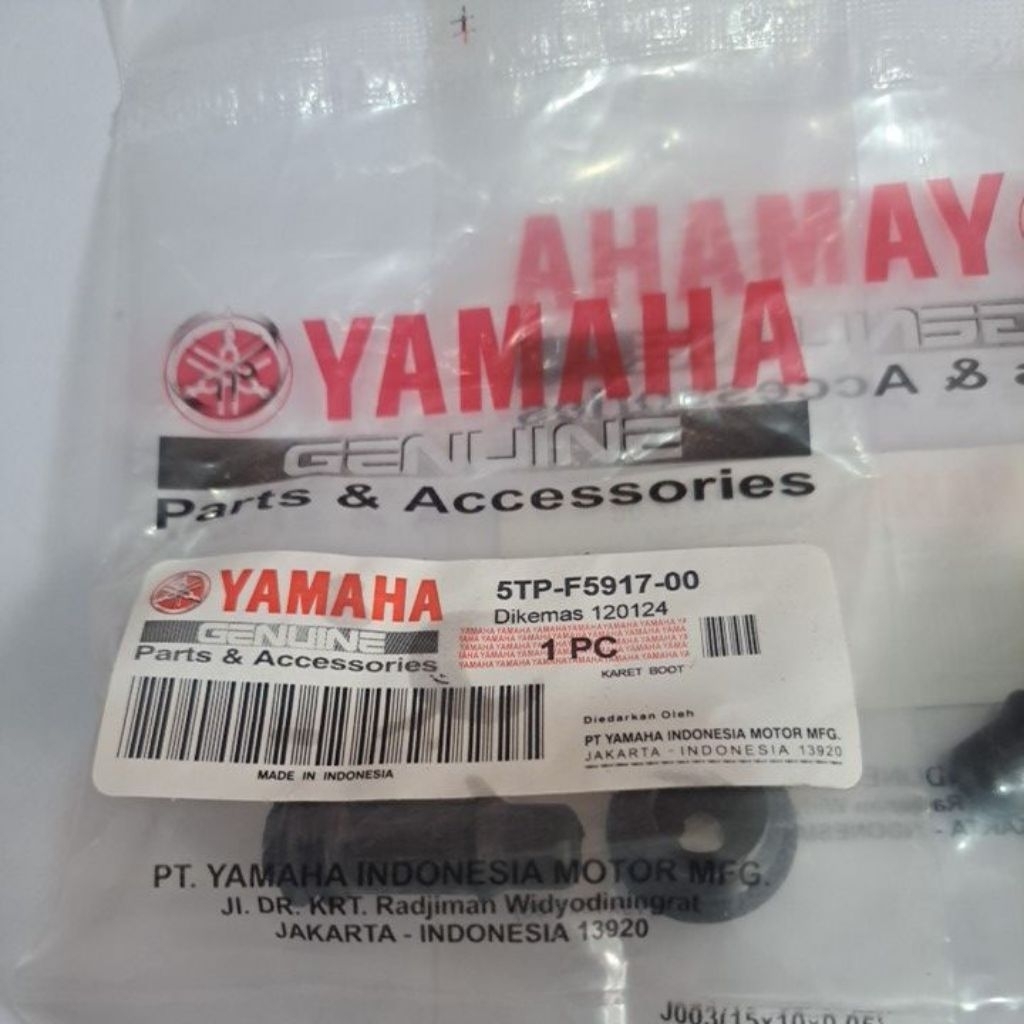 AHAMAY
YAMAHA
GENUINE
Parts & Accessories
YAMAHA
GENUINE
Parts & Accessories
5TP-F5917-00
Dikemas 120124
1 PC
KARET BOOT
Diedarkan Oleh
PT YAMAHA INDONESIA MOTOR MFG.
JAKARTA - INDONESIA 13920
MADE IN INDONESIA
PT. YAMAHA INDONESIA MOTOR MFG.
Jl. DR. KRT. Radjiman Widyodiningrat
JAKARTA - INDONESIA 13920